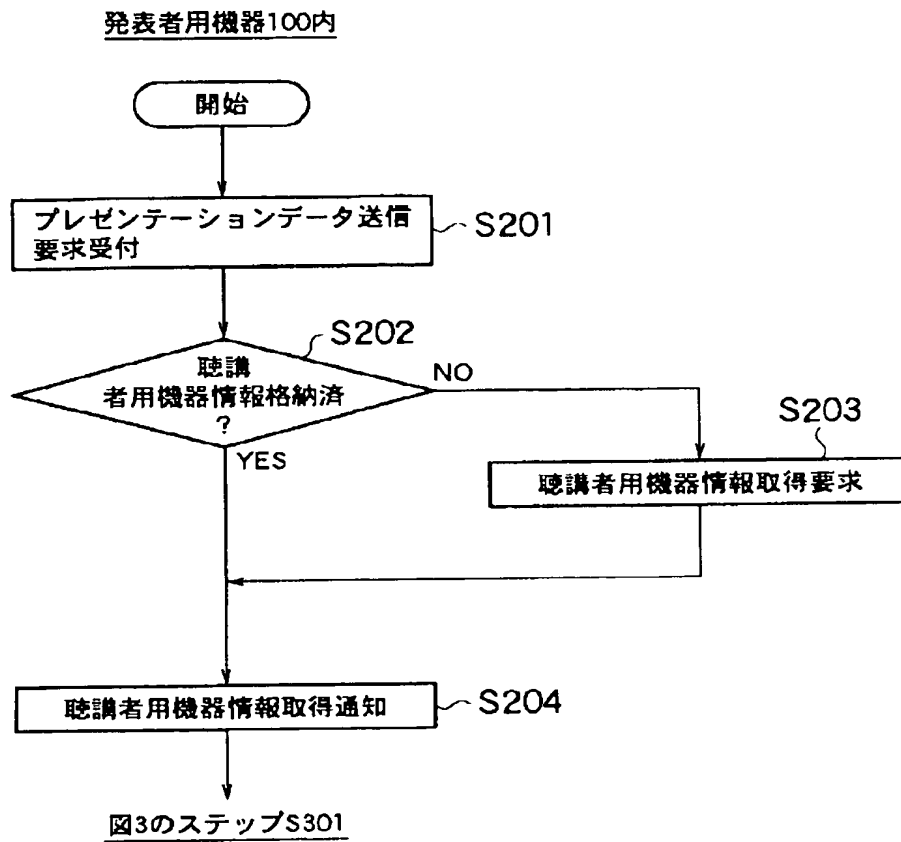 発表者用機器100内
開始
プレゼンテーションデータ送信
要求受付
S201
S202
聴講
者用機器情報格納済
?
NO
YES
S203
聴講者用機器情報取得要求
聴講者用機器情報取得通知
S204
図3のステップS301